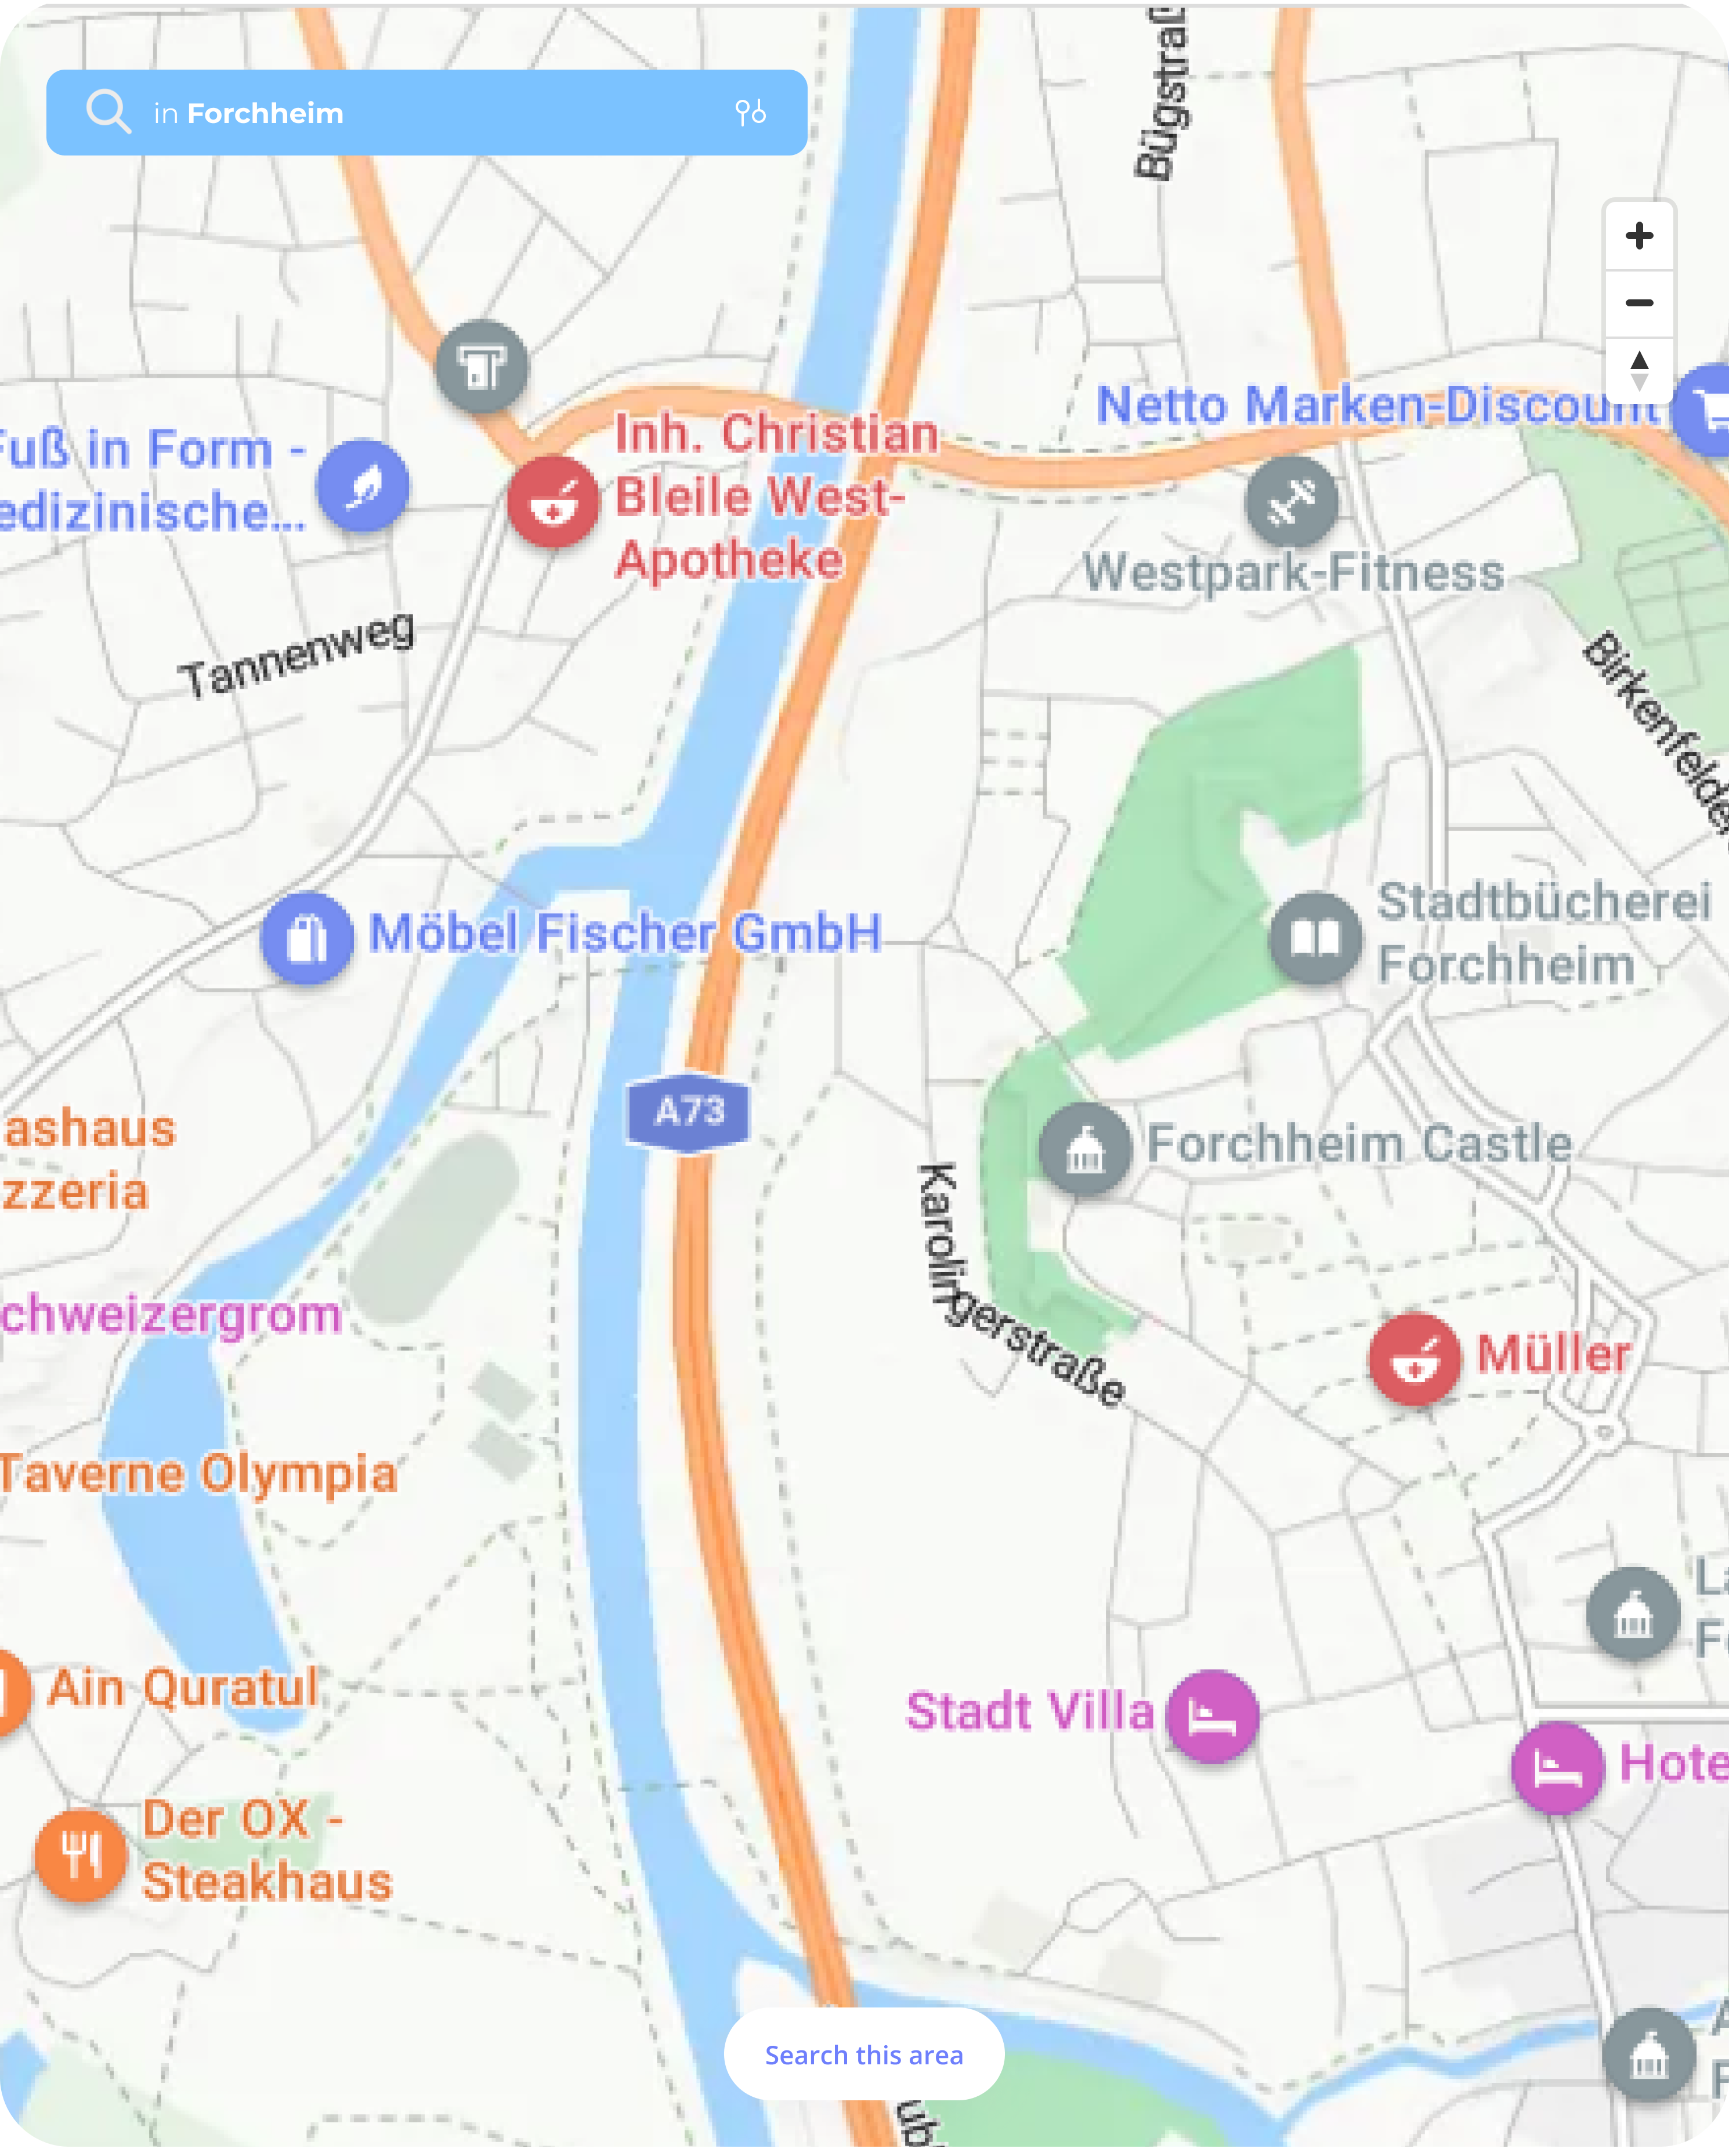 Bügstraß
in Forchheim
Netto Marken-Discount
Inh. Christian
Bleile West-
Apotheke
Fuß in Form -
edizinische...
Westpark-Fitness
Tannenweg
Birkenfelder
Stadtbücherei
Forchheim
Möbel Fischer GmbH
A73
ashaus
zzeria
Forchheim Castle
Karolingerstraße
chweizergrom
Müller
Taverne Olympia
Ain Quratul
Stadt Villa
Hote
Der OX -
Steakhaus
Search this area